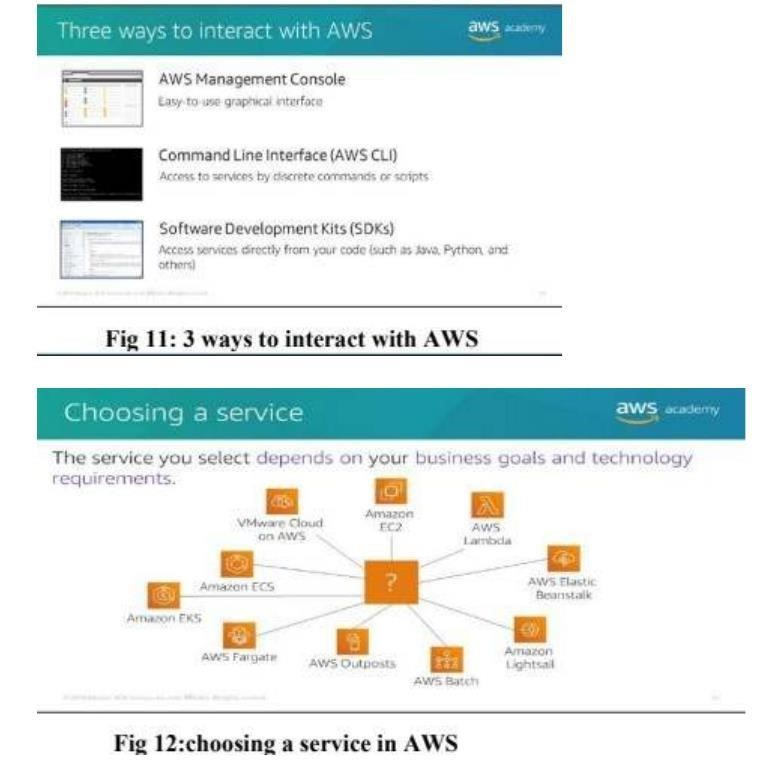 Three ways to interact with AWS
aws academy
AWS Management Console
Easy-to-use graphical interface
Command Line Interface (AWS CLI)
Access to services by discrete commands or scripts
Software Development Kits (SDKs)
Access services directly from your code (such as Java, Python, and
others)
Fig 11: 3 ways to interact with AWS
Choosing a service
aws academy
The service you select depends on your business goals and technology
requirements.
VMware Cloud
on AWS
Amazon
EC2
AWS
Lambda
Amazon ECS
AWS Elastic
Beanstalk
Amazon EKS
AWS Fargate
?
AWS Outposts
AWS Batch
Amazon
Lightsail
Fig 12:choosing a service in AWS